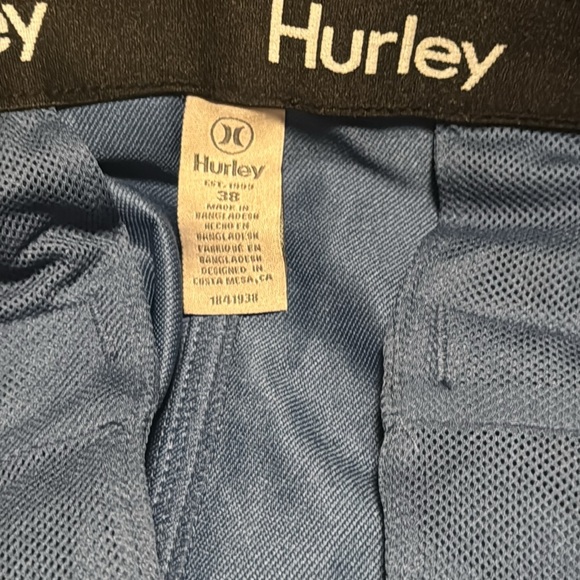 ey
Hurley
Hurley
EST. 1999
38
MADE IN
BANGLADESH
HECHO EN
BANGLADESH
FABRIQUÉ EN
BANGLADESH
DESIGNED IN
COSTA MESA, CA
1841938